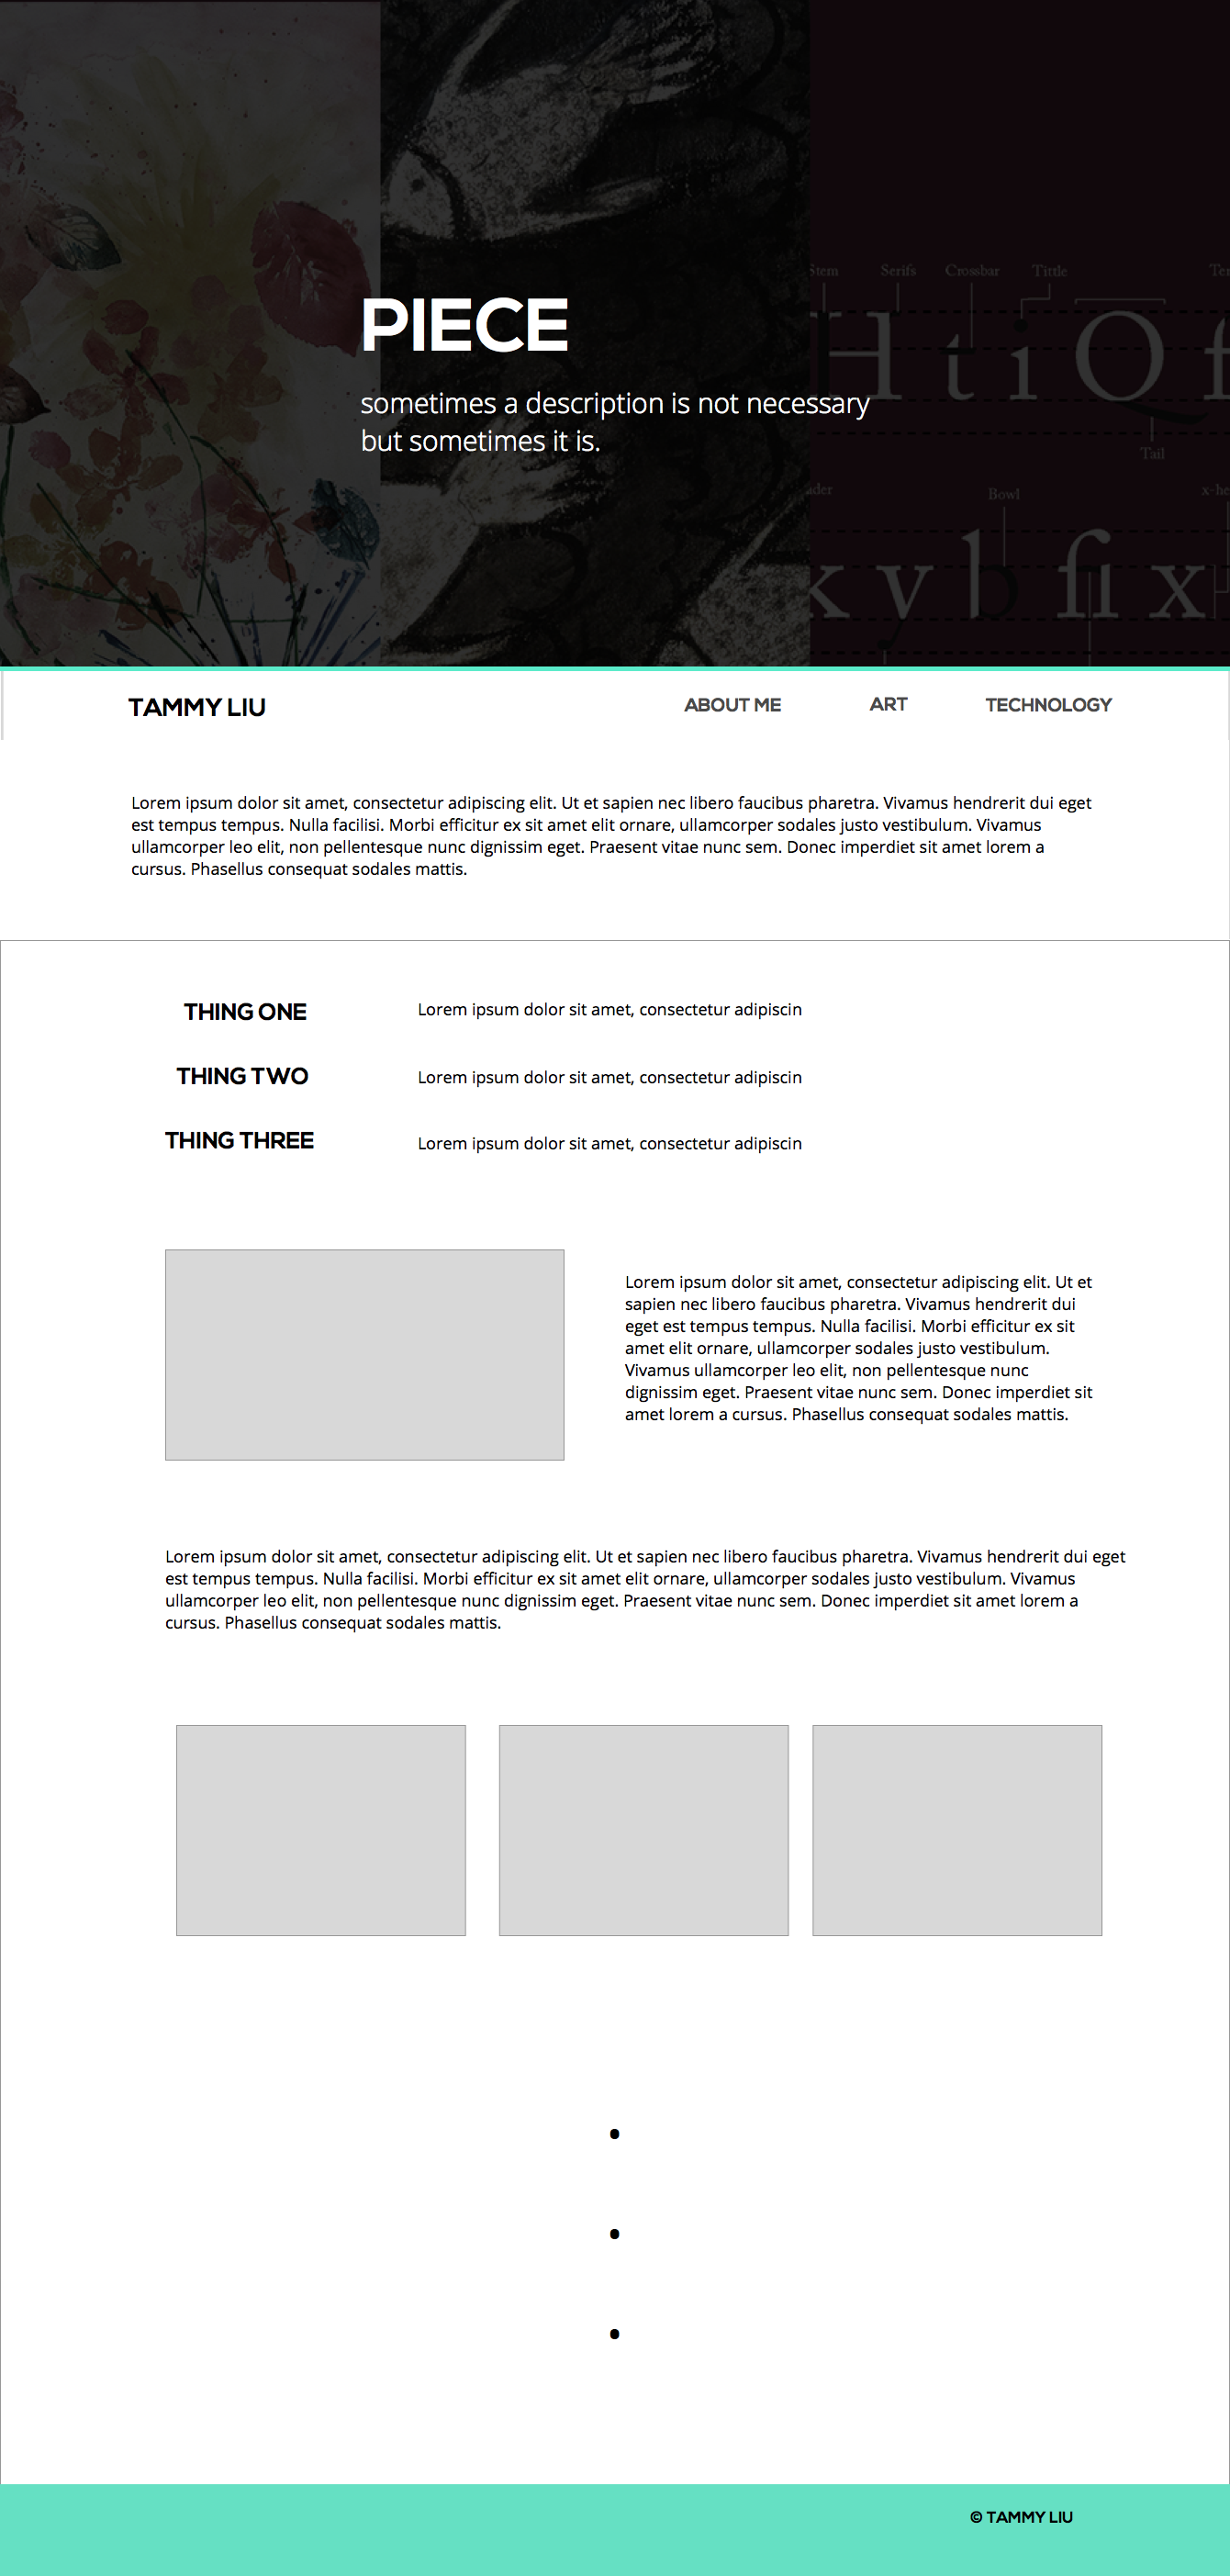 Stem Serifs Crossbar Tittle
H t i Q f
PIECE
sometimes a description is not necessary
but sometimes it is.
Tail
Bowl
k y b fi x
TAMMY LIU
ABOUT ME
ART
TECHNOLOGY
Lorem ipsum dolor sit amet, consectetur adipiscing elit. Ut et sapien nec libero faucibus pharetra. Vivamus hendrerit dui eget
est tempus tempus. Nulla facilisi. Morbi efficitur ex sit amet elit ornare, ullamcorper sodales justo vestibulum. Vivamus
ullamcorper leo elit, non pellentesque nunc dignissim eget. Praesent vitae nunc sem. Donec imperdiet sit amet lorem a
cursus. Phasellus consequat sodales mattis.
THING ONE
Lorem ipsum dolor sit amet, consectetur adipiscin
THING TWO
Lorem ipsum dolor sit amet, consectetur adipiscin
THING THREE
Lorem ipsum dolor sit amet, consectetur adipiscin
Lorem ipsum dolor sit amet, consectetur adipiscing elit. Ut et
sapien nec libero faucibus pharetra. Vivamus hendrerit dui
eget est tempus tempus. Nulla facilisi. Morbi efficitur ex sit
amet elit ornare, ullamcorper sodales justo vestibulum.
Vivamus ullamcorper leo elit, non pellentesque nunc
dignissim eget. Praesent vitae nunc sem. Donec imperdiet sit
amet lorem a cursus. Phasellus consequat sodales mattis.
Lorem ipsum dolor sit amet, consectetur adipiscing elit. Ut et sapien nec libero faucibus pharetra. Vivamus hendrerit dui eget
est tempus tempus. Nulla facilisi. Morbi efficitur ex sit amet elit ornare, ullamcorper sodales justo vestibulum. Vivamus
ullamcorper leo elit, non pellentesque nunc dignissim eget. Praesent vitae nunc sem. Donec imperdiet sit amet lorem a
cursus. Phasellus consequat sodales mattis.
© TAMMY LIU